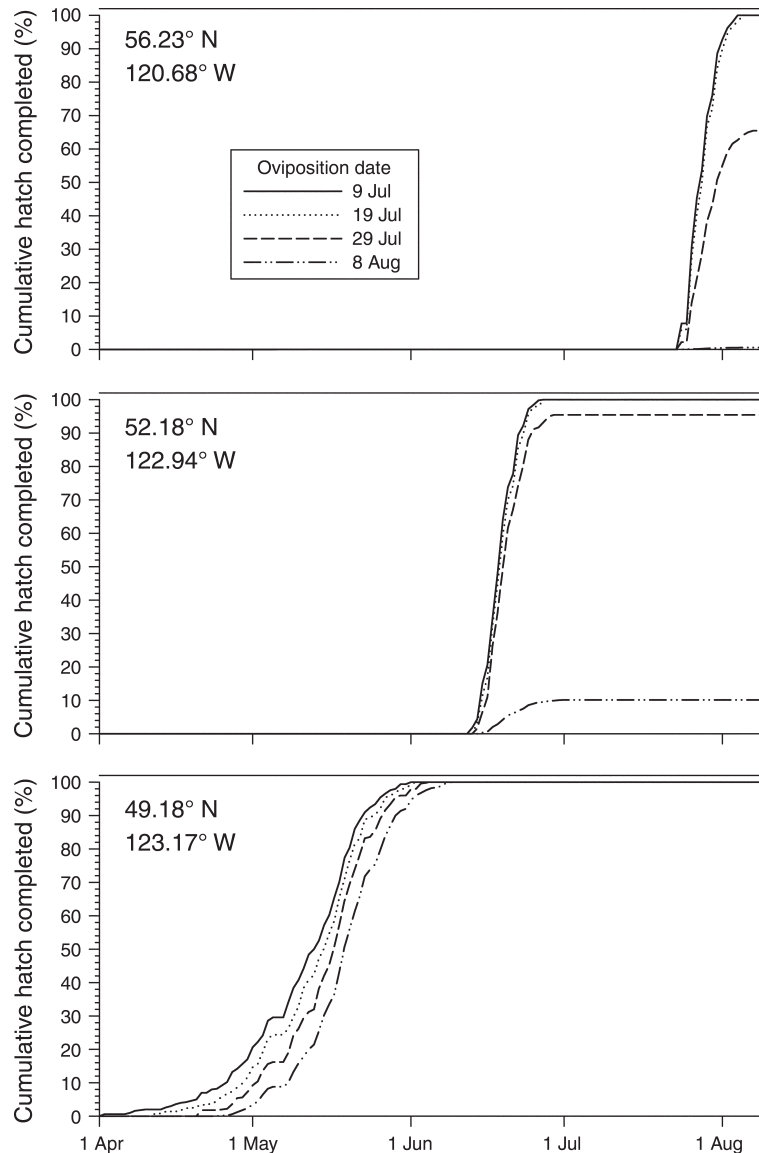 Cumulative hatch completed (%)
100
90
80
70
60
50
40
30
20
10
0
56.23° N
120.68° W
Oviposition date
9 Jul
19 Jul
29 Jul
8 Aug
Cumulative hatch completed (%)
100
90
80
70
60
50
40
30
20
10
0
52.18° N
122.94° W
Cumulative hatch completed (%)
100
90
80
70
60
50
40
30
20
10
0
49.18° N
123.17° W
1 Apr
1 May
1 Jun
1 Jul
1 Aug